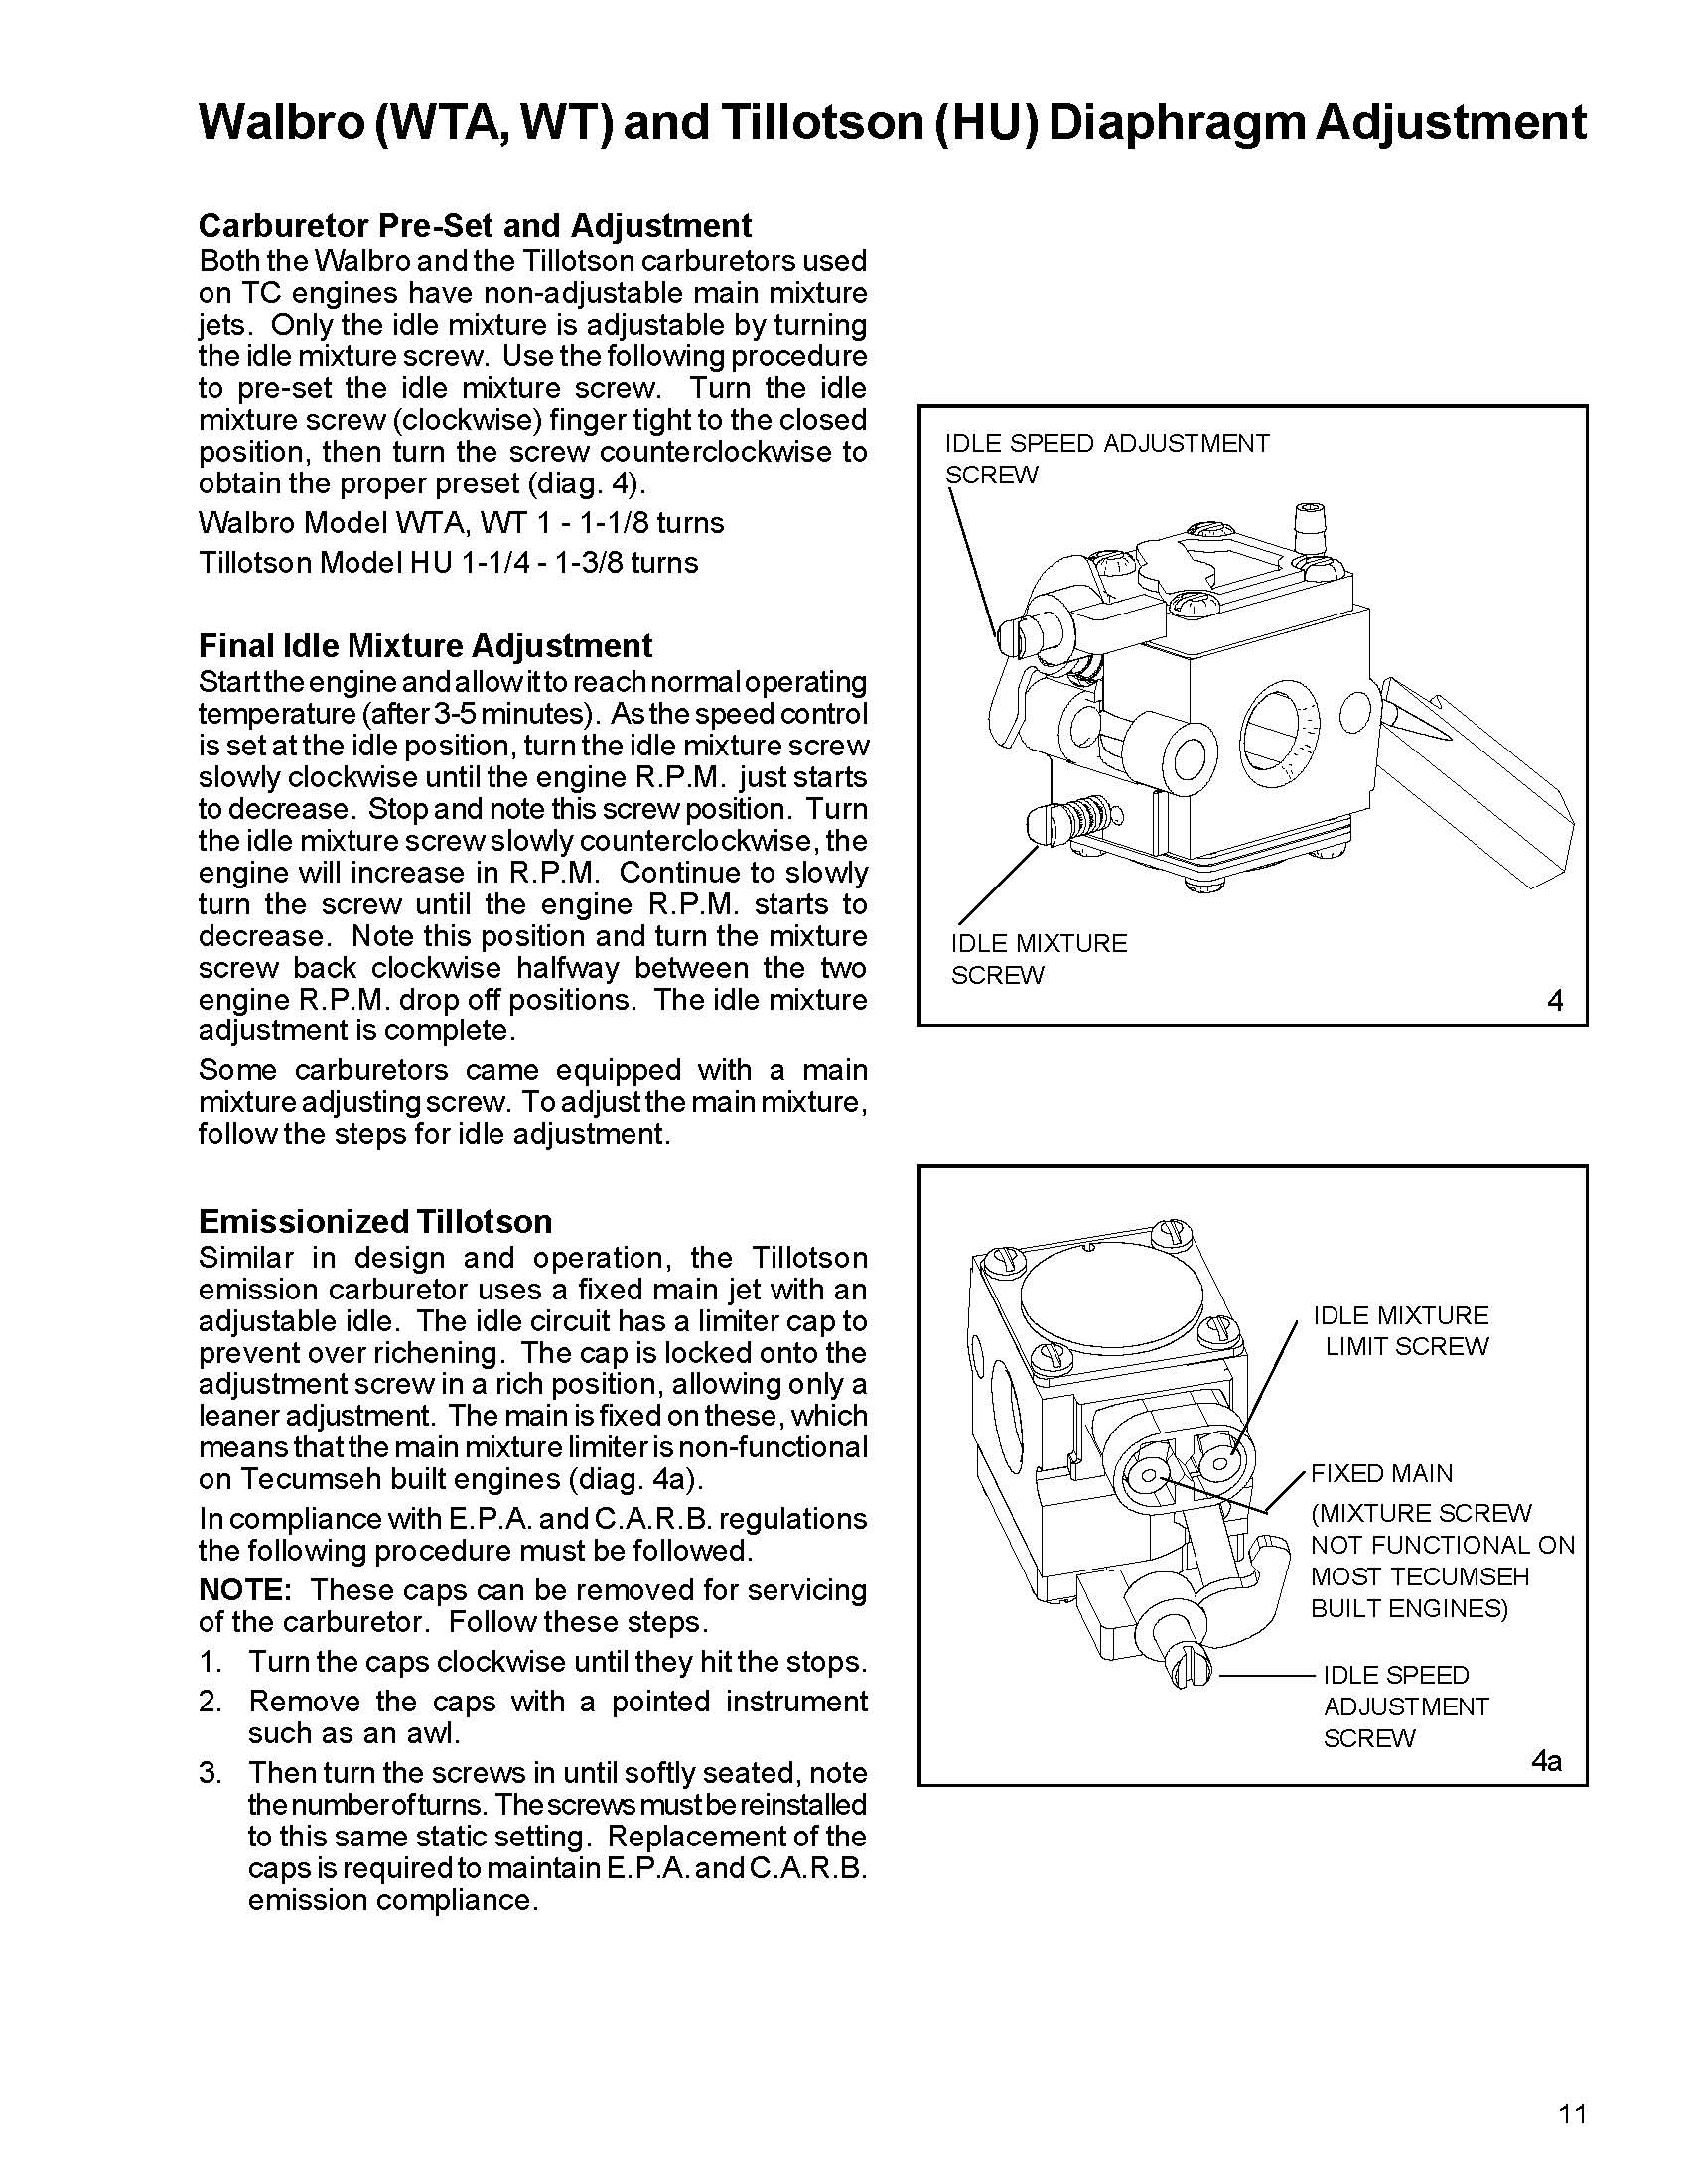 Walbro (WTA, WT) and Tillotson (HU) Diaphragm Adjustment
Carburetor Pre-Set and Adjustment
Both the Walbro and the Tillotson carburetors used
on TC engines have non-adjustable main mixture
jets. Only the idle mixture is adjustable by turning
the idle mixture screw. Use the following procedure
to pre-set the idle mixture screw. Turn the idle
mixture screw (clockwise) finger tight to the closed
position, then turn the screw counterclockwise to
obtain the proper preset (diag. 4).
Walbro Model WTA, WT 1 - 1-1/8 turns
Tillotson Model HU 1-1/4 - 1-3/8 turns
Final Idle Mixture Adjustment
Start the engine and allow it to reach normal operating
temperature (after 3-5 minutes). As the speed control
is set at the idle position, turn the idle mixture screw
slowly clockwise until the engine R.P.M. just starts
to decrease. Stop and note this screw position. Turn
the idle mixture screw slowly counterclockwise, the
engine will increase in R.P.M. Continue to slowly
turn the screw until the engine R.P.M. starts to
decrease. Note this position and turn the mixture
screw back clockwise halfway between the two
engine R.P.M. drop off positions. The idle mixture
adjustment is complete.
Some carburetors came equipped with a main
mixture adjusting screw. To adjust the main mixture,
follow the steps for idle adjustment.
Emissionized Tillotson
Similar in design and operation, the Tillotson
emission carburetor uses a fixed main jet with an
adjustable idle. The idle circuit has a limiter cap to
prevent over richening. The cap is locked onto the
adjustment screw in a rich position, allowing only a
leaner adjustment. The main is fixed on these, which
means that the main mixture limiter is non-functional
on Tecumseh built engines (diag. 4a).
In compliance with E.P.A. and C.A.R.B. regulations
the following procedure must be followed.
NOTE: These caps can be removed for servicing
of the carburetor. Follow these steps.
1. Turn the caps clockwise until they hit the stops.
2. Remove the caps with a pointed instrument
such as an awl.
3. Then turn the screws in until softly seated, note
the number of turns. The screws must be reinstalled
to this same static setting. Replacement of the
caps is required to maintain E.P.A. and C.A.R.B.
emission compliance.
IDLE SPEED ADJUSTMENT
SCREW
IDLE MIXTURE
SCREW
4
IDLE MIXTURE
LIMIT SCREW
FIXED MAIN
(MIXTURE SCREW
NOT FUNCTIONAL ON
MOST TECUMSEH
BUILT ENGINES)
IDLE SPEED
ADJUSTMENT
SCREW
4a
11